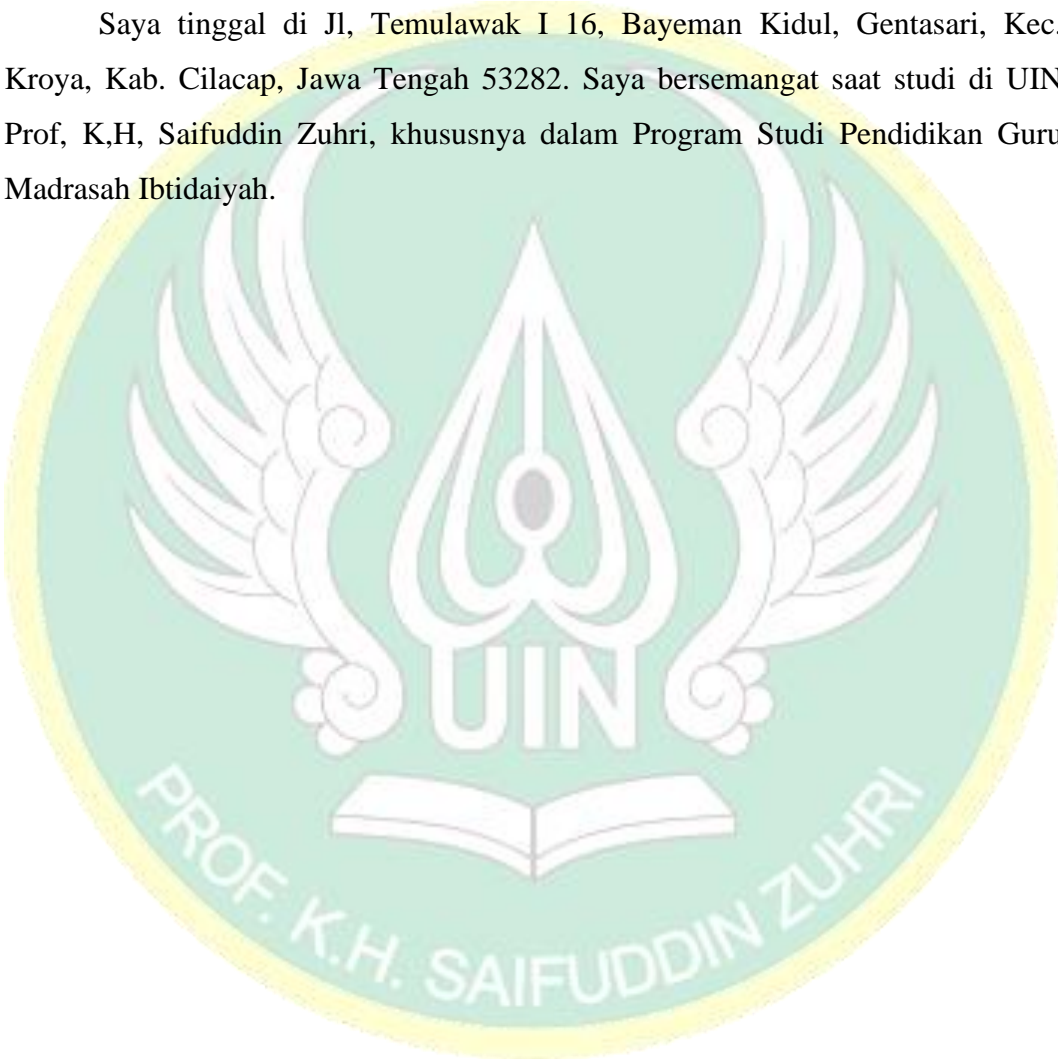 Saya tinggal di Jl, Temulawak I 16, Bayeman Kidul, Gentasari, Kec.
Kroya, Kab. Cilacap, Jawa Tengah 53282. Saya bersemangat saat studi di UIN
Prof, K,H, Saifuddin Zuhri, khususnya dalam Program Studi Pendidikan Guru
Madrasah Ibtidaiyah.
UIN
PROF. K.H. SAIFUDDIN ZUHRI